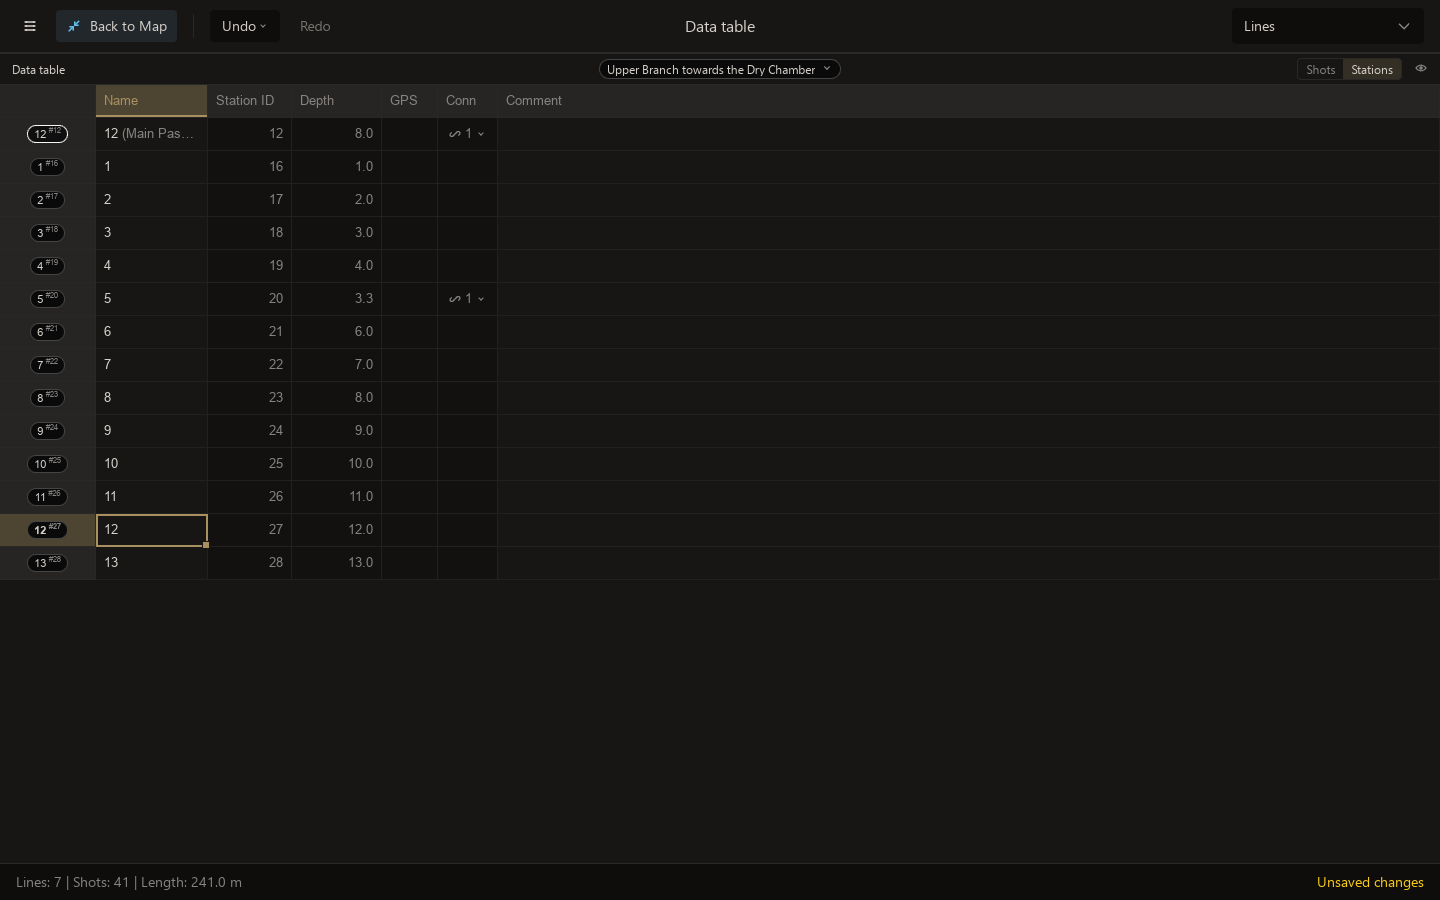 Back to Map Undo Redo Data table Lines
Data table Upper Branch towards the Dry Chamber Shots Stations
Name Station ID Depth GPS Conn Comment
12 #12 12 (Main Pas… 12 8.0 1
1 #16 1 16 1.0
2 #17 2 17 2.0
3 #18 3 18 3.0
4 #19 4 19 4.0
5 #20 5 20 3.3 1
6 #21 6 21 6.0
7 #22 7 22 7.0
8 #23 8 23 8.0
9 #24 9 24 9.0
10 #25 10 25 10.0
11 #26 11 26 11.0
12 #27 12 27 12.0
13 #28 13 28 13.0
Lines: 7 | Shots: 41 | Length: 241.0 m Unsaved changes